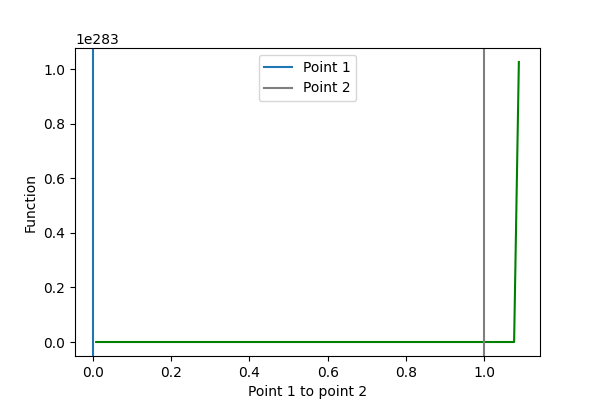 1e283
Point 1
Point 2
1.0
0.8
0.6
0.4
0.2
0.0
Function
0.0 0.2 0.4 0.6 0.8 1.0
Point 1 to point 2